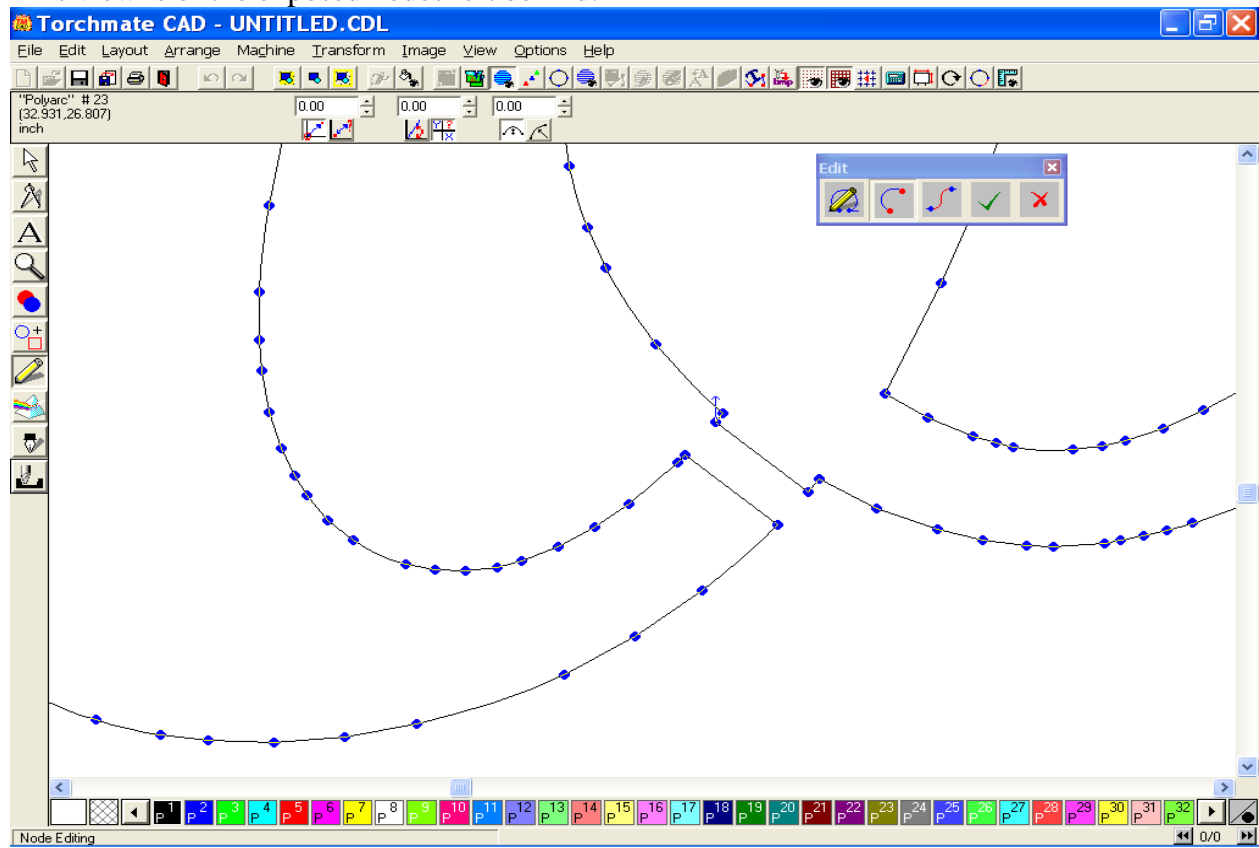 Torchmate CAD - UNTITLED.CDL
File Edit Layout Arrange Machine Transform Image View Options Help
"Polyarc" # 23
(32.931,26.807)
inch
0.00 0.00 0.00
Edit
A
P 1 P 2 P 3 P 4 P 5 P 6 P 7 P 8 P 9 P 10 P 11 P 12 P 13 P 14 P 15 P 16 P 17 P 18 P 19 P 20 P 21 P 22 P 23 P 24 P 25 P 26 P 27 P 28 P 29 P 30 P 31 P 32
Node Editing 0/0